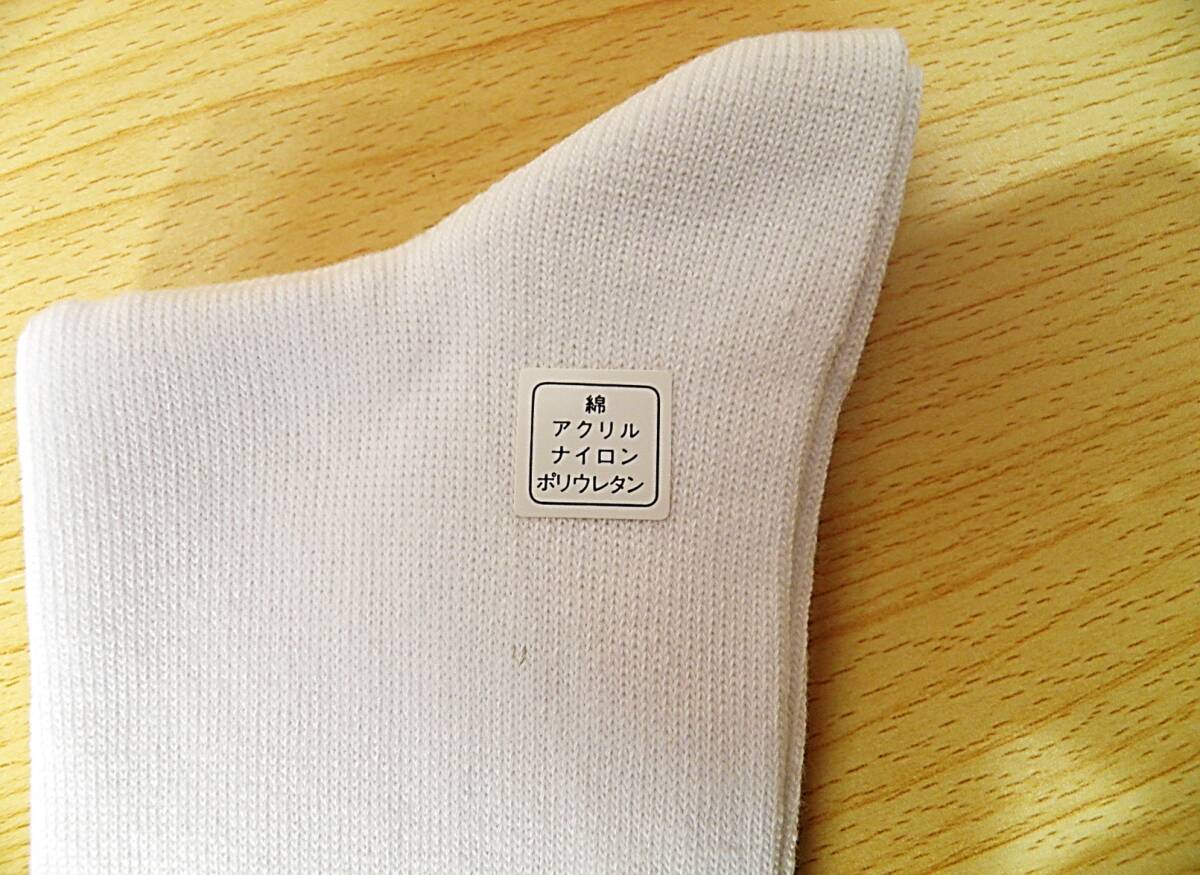 綿
アクリル
ナイロン
ポリウレタン